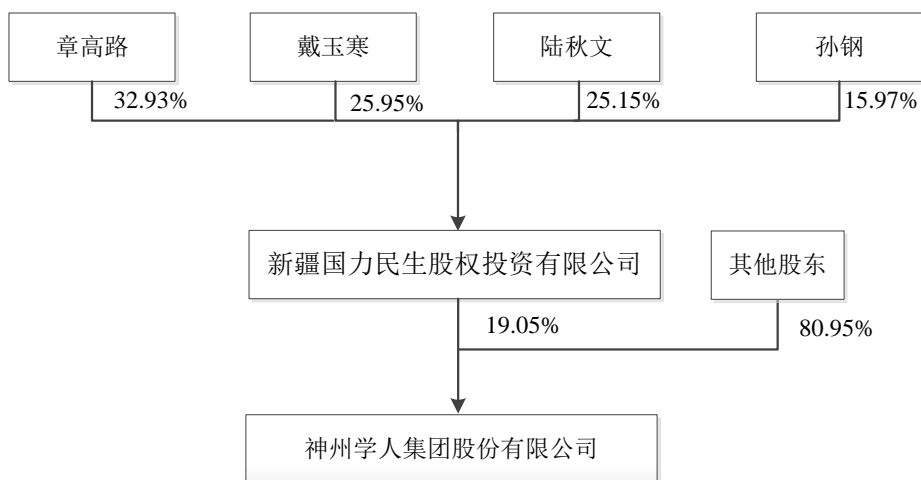 章高路
戴玉寒
陆秋文
孙钢
32.93%
25.95%
25.15%
15.97%
新疆国力民生股权投资有限公司
其他股东
19.05%
80.95%
神州学人集团股份有限公司